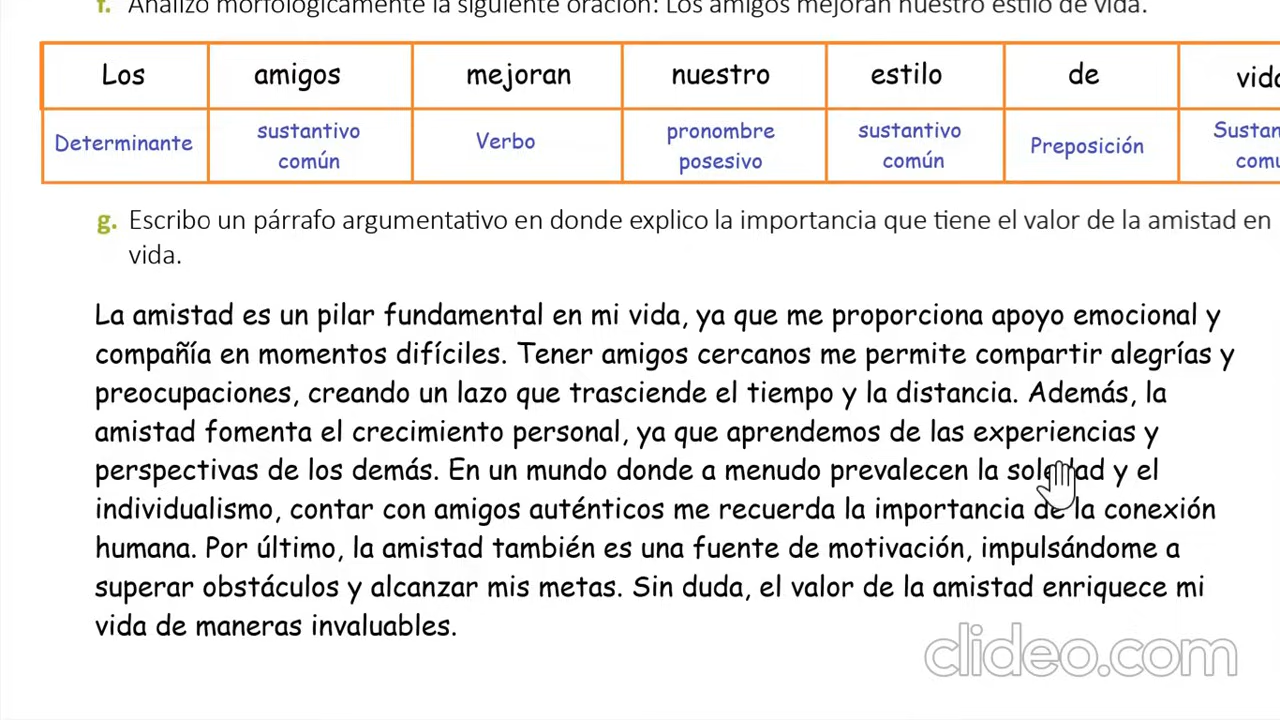 f. Analizo morfológicamente la siguiente oración: Los amigos mejoran nuestro estilo de vida.
Los amigos mejoran nuestro estilo de
Determinante sustantivo común Verbo pronombre posesivo sustantivo común Preposición
g. Escribo un párrafo argumentativo en donde explico la importancia que tiene el valor de la amistad en
vida.
La amistad es un pilar fundamental en mi vida, ya que me proporciona apoyo emocional y
compañía en momentos difíciles. Tener amigos cercanos me permite compartir alegrías y
preocupaciones, creando un lazo que trasciende el tiempo y la distancia. Además, la
amistad fomenta el crecimiento personal, ya que aprendemos de las experiencias y
perspectivas de los demás. En un mundo donde a menudo prevalecen la soledad y el
individualismo, contar con amigos auténticos me recuerda la importancia de la conexión
humana. Por último, la amistad también es una fuente de motivación, impulsándome a
superar obstáculos y alcanzar mis metas. Sin duda, el valor de la amistad enriquece mi
vida de maneras invaluables.
clideo.com